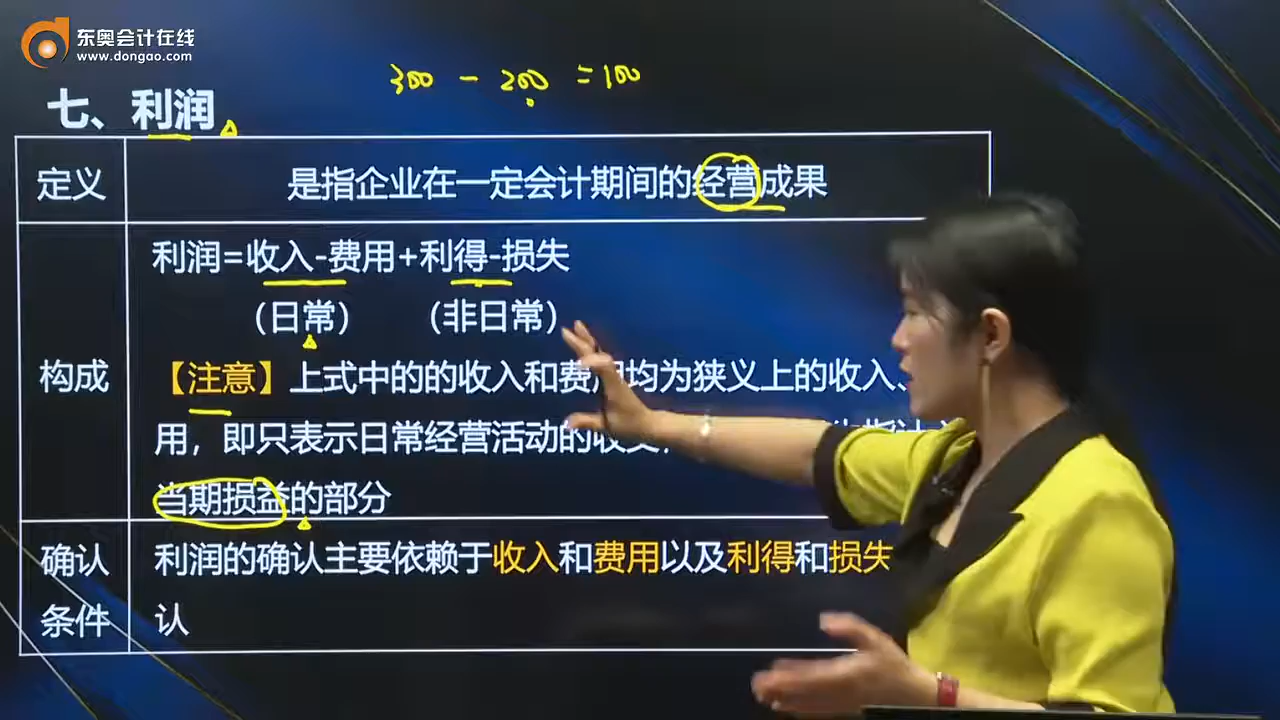 东奥会计在线
www.dongao.com
300 - 200 = 100
七、利润
定义
是指企业在一定会计期间的经营成果
利润=收入-费用+利得-损失
（日常） （非日常）
构成
【注意】上式中的的收入和费用均为狭义上的收入、
用，即只表示日常经营活动的收支
当期损益的部分
确认
条件
利润的确认主要依赖于收入和费用以及利得和损失
认